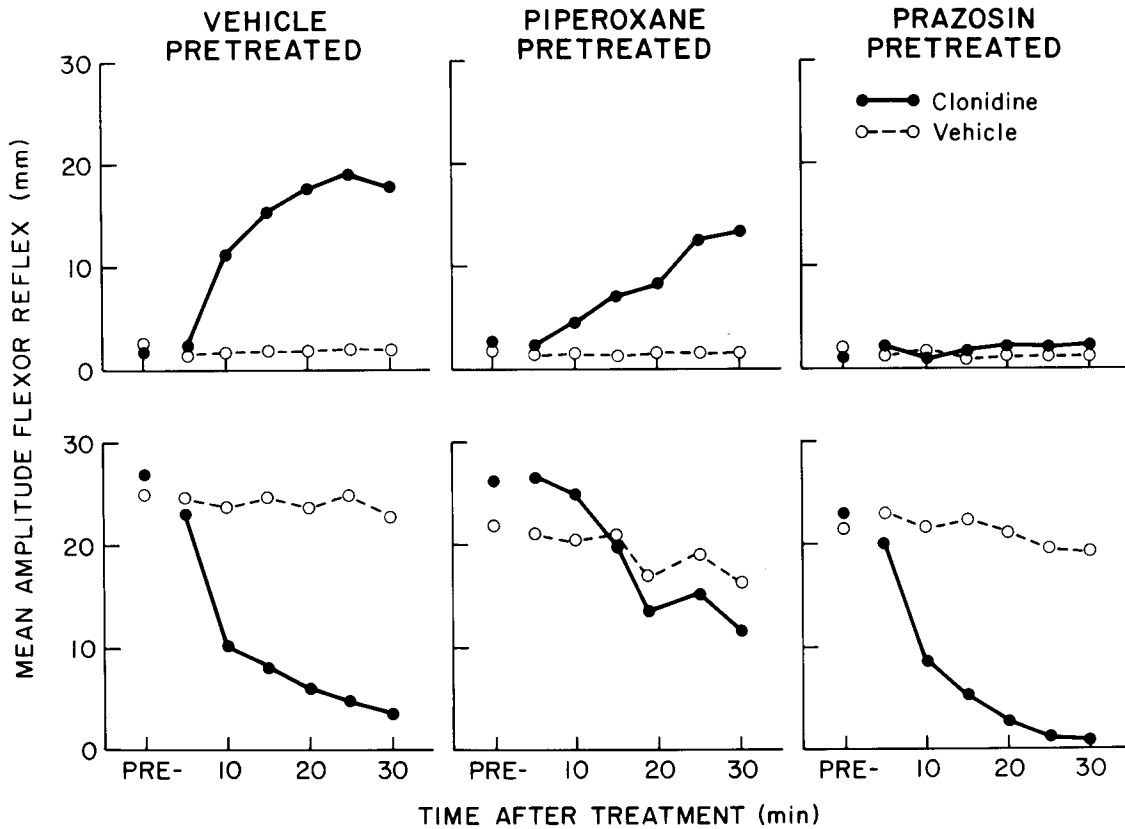 VEHICLE
PRETREATED
PIPEROXANE
PRETREATED
PRAZOSIN
PRETREATED
30
20
10
0
Clonidine
Vehicle
MEAN AMPLITUDE FLEXOR REFLEX (mm)
30
20
10
0
PRE- 10 20 30
PRE- 10 20 30
PRE- 10 20 30
TIME AFTER TREATMENT (min)